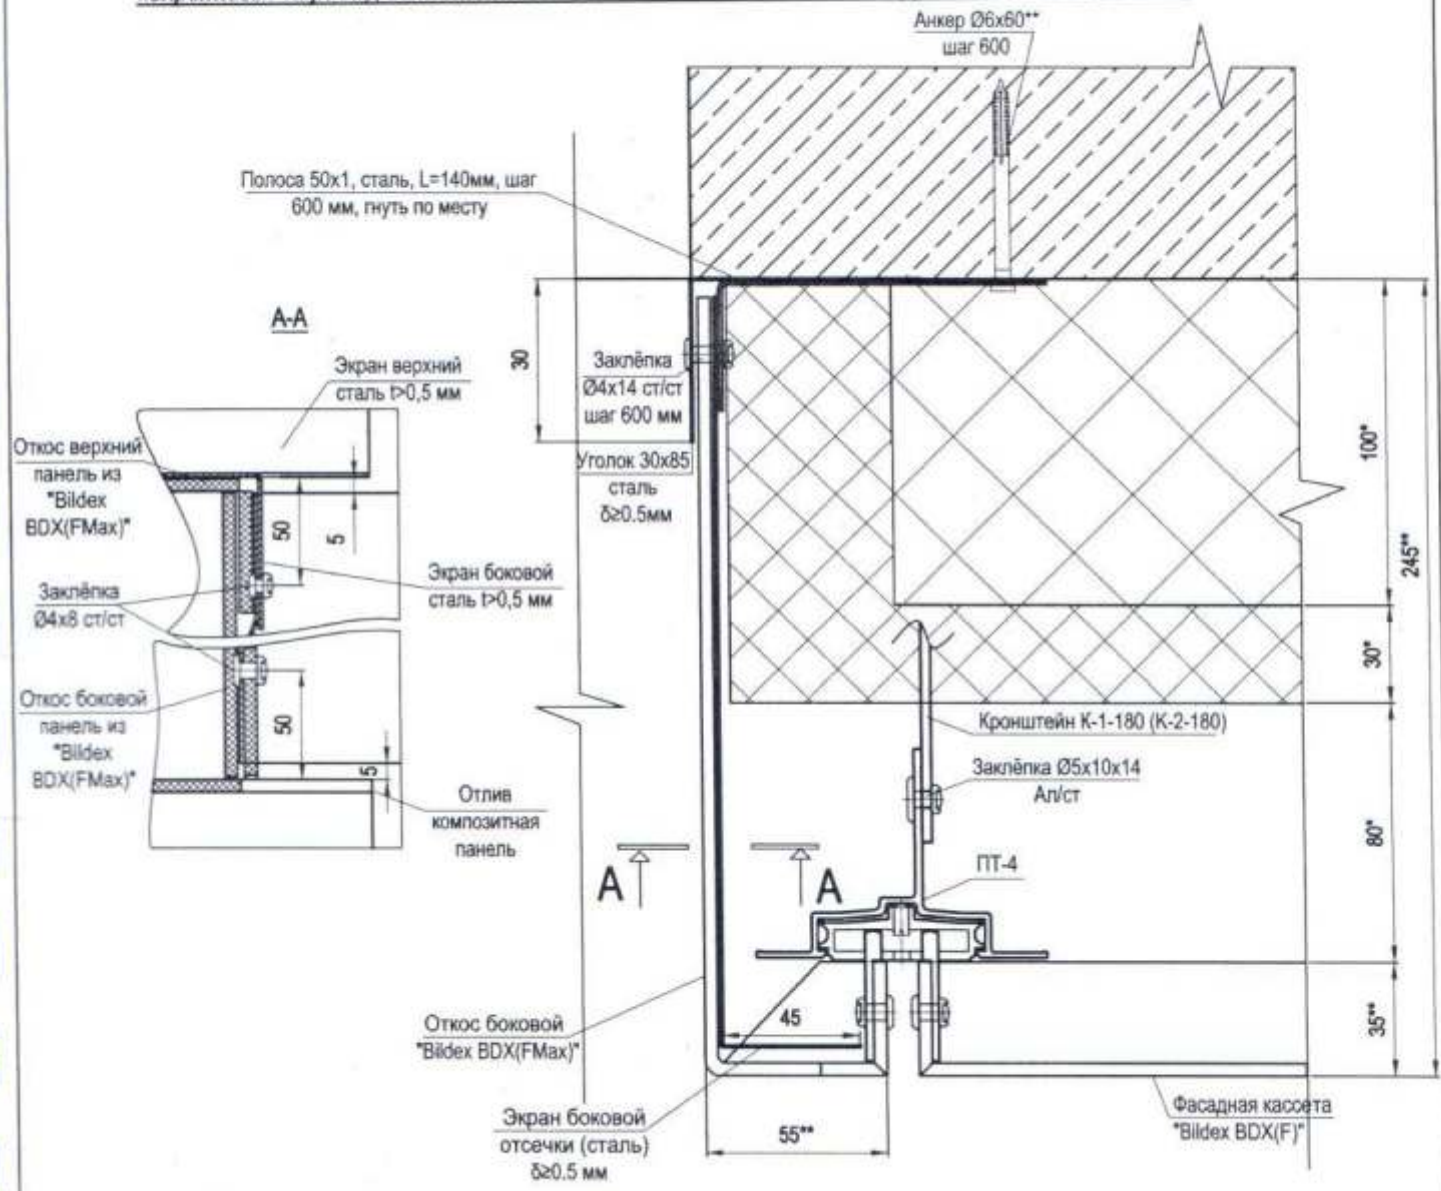 Анкер Ø6х60**
шаг 600
Полоса 50х1, сталь, L=140мм, шаг
600 мм, гнуть по месту
А-А
Экран верхний
сталь t>0,5 мм
Откос верхний
панель из
"Bildex
BDX(FMax)"
50
5
Экран боковой
сталь t>0,5 мм
Заклёпка
Ø4х8 ст/ст
Откос боковой
панель из
"Bildex
BDX(FMax)"
50
5
Отлив
композитная
панель
30
Заклёпка
Ø4х14 ст/ст
шаг 600 мм
Уголок 30х85
сталь
δ≥0.5мм
100*
245**
30*
Кронштейн К-1-180 (К-2-180)
Заклёпка Ø5х10х14
Ал/ст
80*
ПТ-4
А
А
35**
45
Откос боковой
"Bildex BDX(FMax)"
Экран боковой
отсечки (сталь)
δ≥0.5 мм
55**
Фасадная кассета
"Bildex BDX(F)"